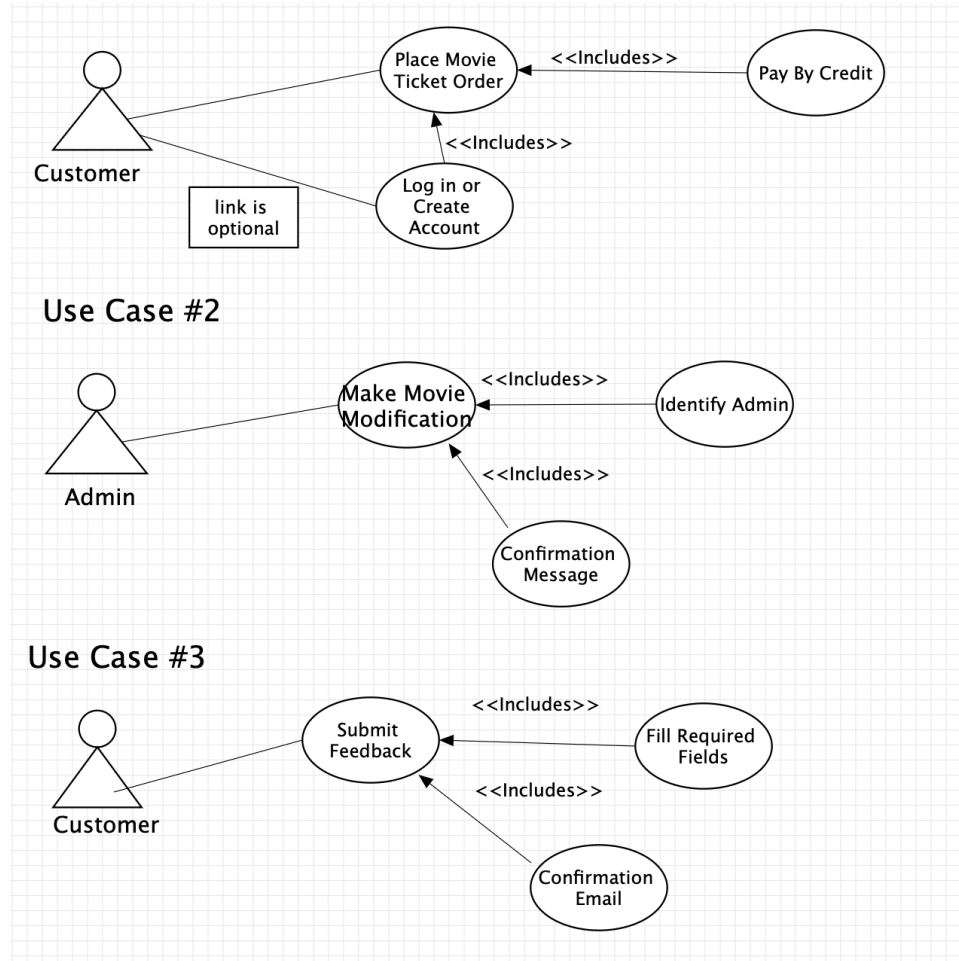 Place Movie
Ticket Order
<<Includes>>
Pay By Credit
<<Includes>>
Customer
link is
optional
Log in or
Create
Account
Use Case #2
Make Movie
Modification
<<Includes>>
Identify Admin
<<Includes>>
Admin
Confirmation
Message
Use Case #3
Submit
Feedback
<<Includes>>
Fill Required
Fields
<<Includes>>
Customer
Confirmation
Email